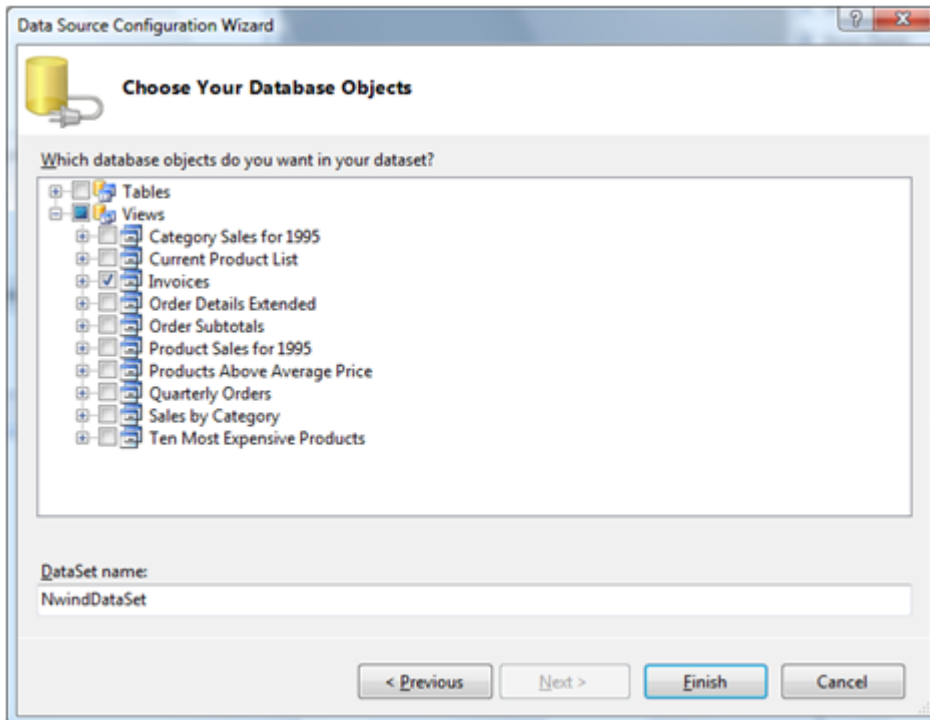 Data Source Configuration Wizard
Choose Your Database Objects
Which database objects do you want in your dataset?
Tables
Views
Category Sales for 1995
Current Product List
Invoices
Order Details Extended
Order Subtotals
Product Sales for 1995
Products Above Average Price
Quarterly Orders
Sales by Category
Ten Most Expensive Products
DataSet name:
NwindDataSet
< Previous Next > Finish Cancel